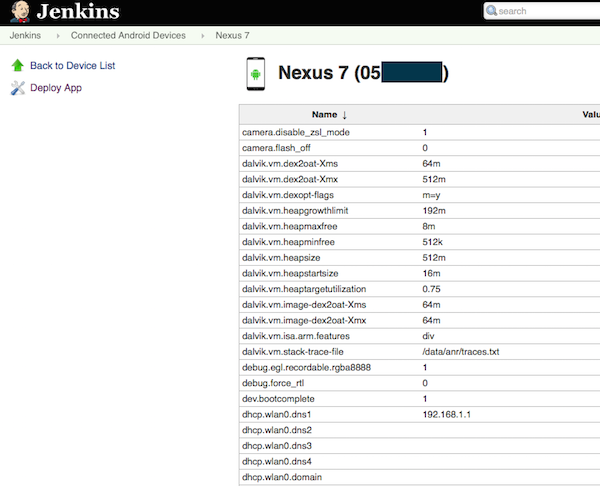 Jenkins
search
Jenkins › Connected Android Devices › Nexus 7
Back to Device List
Deploy App
Nexus 7 (05 )
Name ↓ Valu
camera.disable_zsl_mode 1
camera.flash_off 0
dalvik.vm.dex2oat-Xms 64m
dalvik.vm.dex2oat-Xmx 512m
dalvik.vm.dexopt-flags m=y
dalvik.vm.heapgrowthlimit 192m
dalvik.vm.heapmaxfree 8m
dalvik.vm.heapminfree 512k
dalvik.vm.heapsize 512m
dalvik.vm.heapstartsize 16m
dalvik.vm.heaptargetutilization 0.75
dalvik.vm.image-dex2oat-Xms 64m
dalvik.vm.image-dex2oat-Xmx 64m
dalvik.vm.isa.arm.features div
dalvik.vm.stack-trace-file /data/anr/traces.txt
debug.egl.recordable.rgba8888 1
debug.force_rtl 0
dev.bootcomplete 1
dhcp.wlan0.dns1 192.168.1.1
dhcp.wlan0.dns2
dhcp.wlan0.dns3
dhcp.wlan0.dns4
dhcp.wlan0.domain